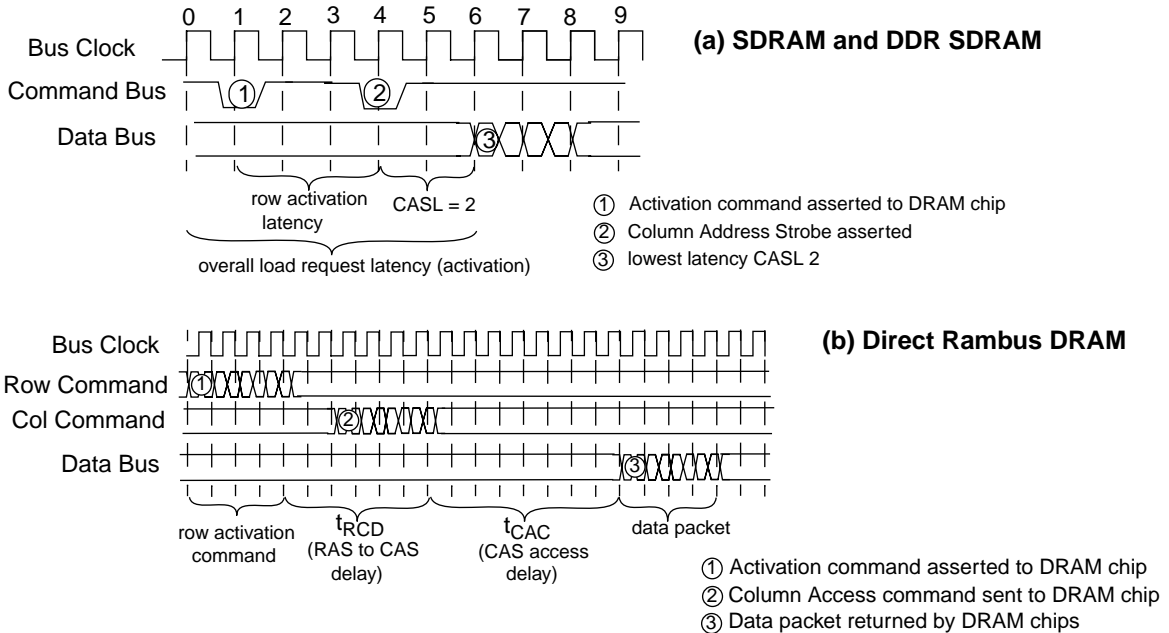 0 1 2 3 4 5 6 7 8 9
(a) SDRAM and DDR SDRAM
Bus Clock
Command Bus
1 2
Data Bus
3
row activation
latency
CASL = 2
overall load request latency (activation)
1 Activation command asserted to DRAM chip
2 Column Address Strobe asserted
3 lowest latency CASL 2
(b) Direct Rambus DRAM
Bus Clock
Row Command
1
Col Command
2
Data Bus
3
row activation
command
tRCD
(RAS to CAS
delay)
tCAC
(CAS access
delay)
data packet
1 Activation command asserted to DRAM chip
2 Column Access command sent to DRAM chip
3 Data packet returned by DRAM chips